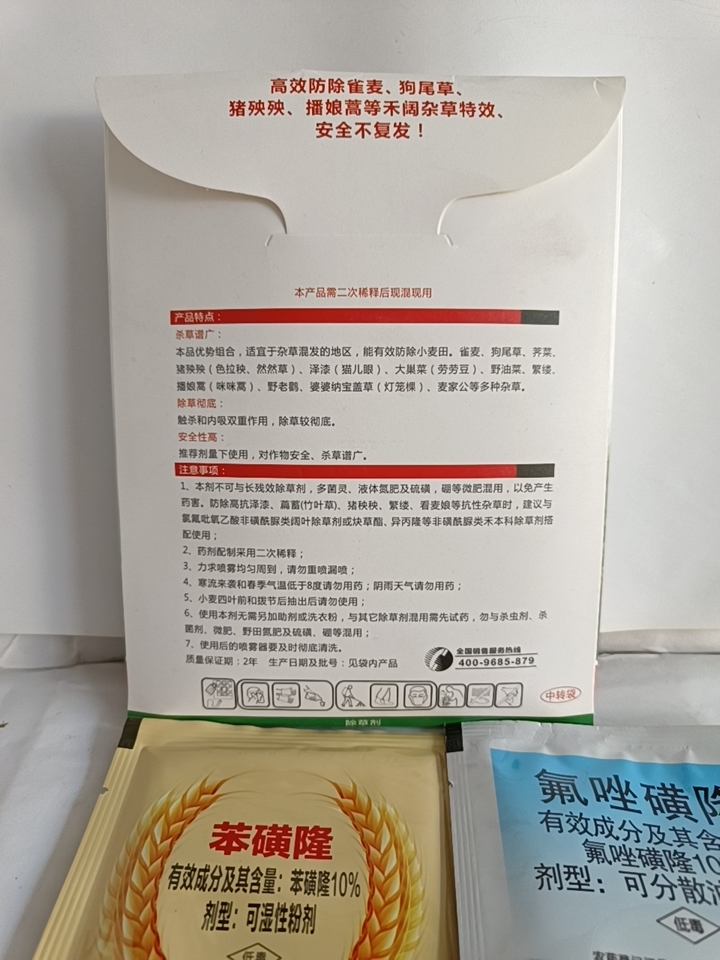 高效防除雀麦、狗尾草、
猪殃殃、播娘蒿等禾阔杂草特效、
安全不复发！
本产品需二次稀释后现混现用
产品特点：
杀草谱广：
本品优势组合，适宜于杂草混发的地区，能有效防除小麦田。雀麦、狗尾草、荠菜、
猪殃殃（色拉秧、然然草）、泽漆（猫儿眼）、大巢菜（劳劳豆）、野油菜、繁缕、
播娘蒿（咪咪蒿）、野老鹳、婆婆纳宝盖草（灯笼棵）、麦家公等多种杂草。
除草彻底：
触杀和内吸双重作用，除草较彻底。
安全性高：
推荐剂量下使用，对作物安全、杀草谱广。
注意事项：
1、本剂不可与长残效除草剂，多菌灵、液体氮肥及硫磺，硼等微肥混用，以免产生
药害。防除高抗泽漆、萹蓄(竹叶草)、猪秧秧、繁缕、看麦娘等抗性杂草时，建议与
氯氟吡氧乙酸非磺酰脲类阔叶除草剂或炔草酯、异丙隆等非磺酰脲类禾本科除草剂搭
配使用；
2、药剂配制采用二次稀释；
3、力求喷雾均匀周到，请勿重喷漏喷；
4、寒流来袭和春季气温低于8度请勿用药；阴雨天气请勿用药；
5、小麦四叶前和拨节后抽出后请勿使用；
6、使用本剂无需另加助剂或洗衣粉，与其它除草剂混用需先试药，勿与杀虫剂、杀
菌剂、微肥、野田氮肥及硫磺、硼等混用；
7、使用后的喷雾器要及时彻底清洗。
质量保证期：2年 生产日期及批号：见袋内产品
全国销售服务热线
400-9685-879
中转袋
除草剂
苯磺隆
有效成分及其含量：苯磺隆10%
剂型：可湿性粉剂
低毒
氟唑磺隆
有效成分及其含
氟唑磺隆10
剂型：可分散
低毒